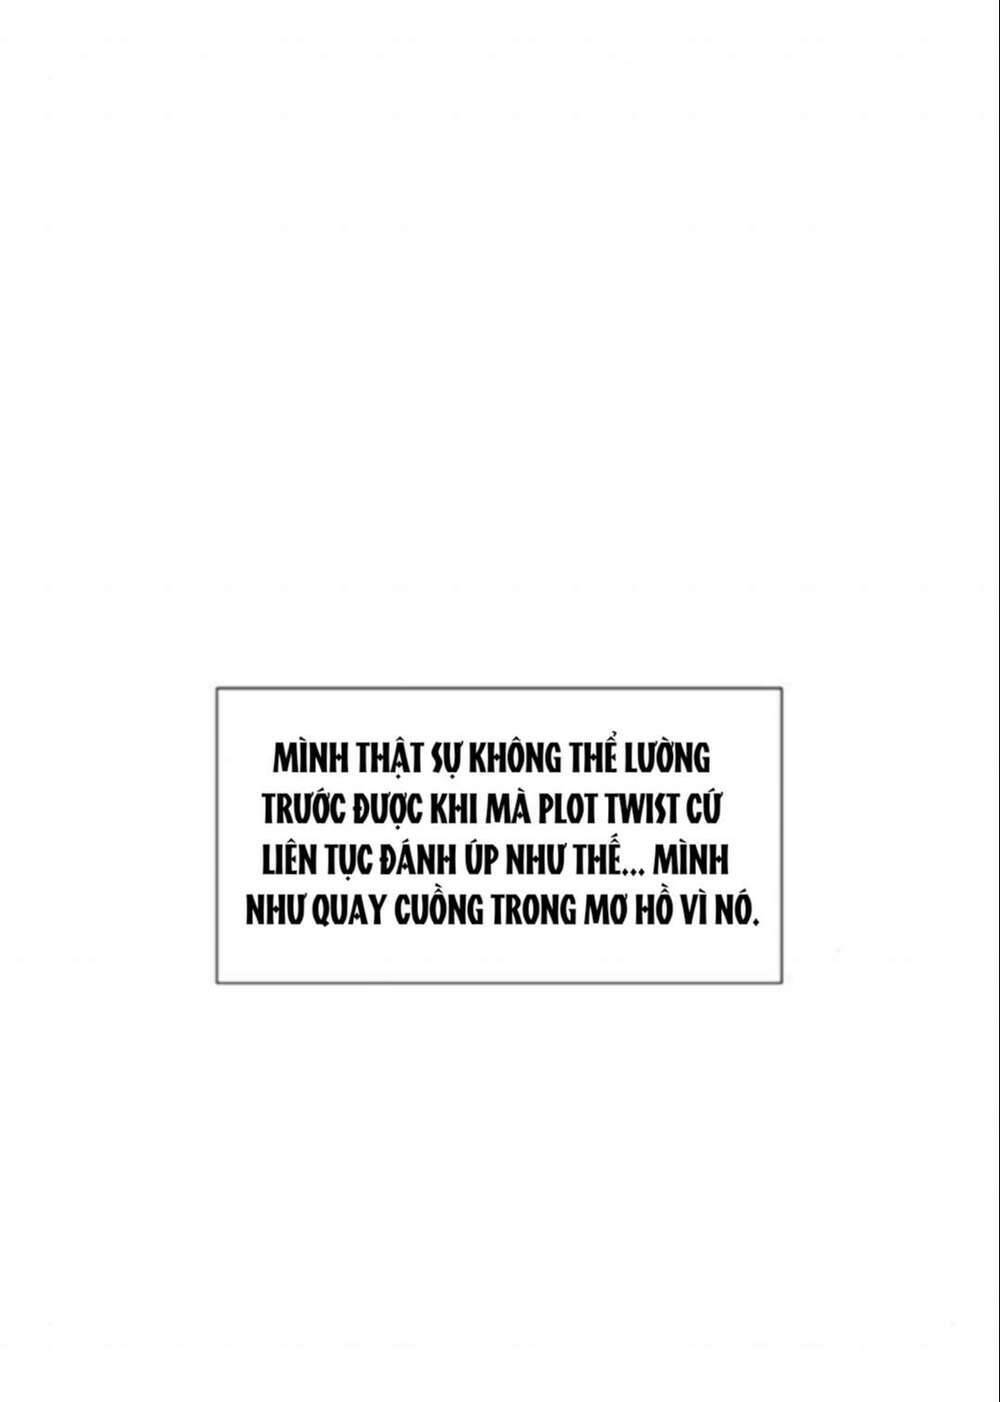 MÌNH THẬT SỰ KHÔNG THỂ LƯỜNG
TRƯỚC ĐƯỢC KHI MÀ PLOT TWIST CỨ
LIÊN TỤC ĐÁNH ÚP NHƯ THẾ... MÌNH
NHƯ QUAY CUỒNG TRONG MƠ HỒ VÌ NÓ.